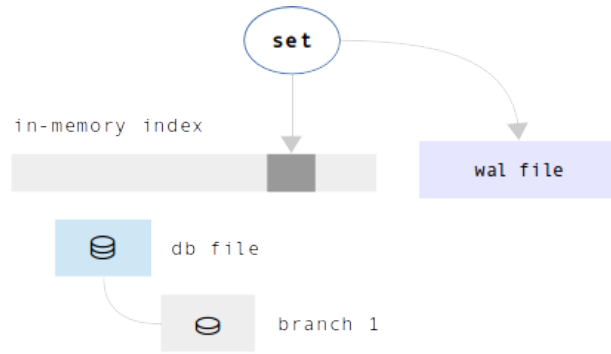 set
in-memory index
wal file
db file
branch 1